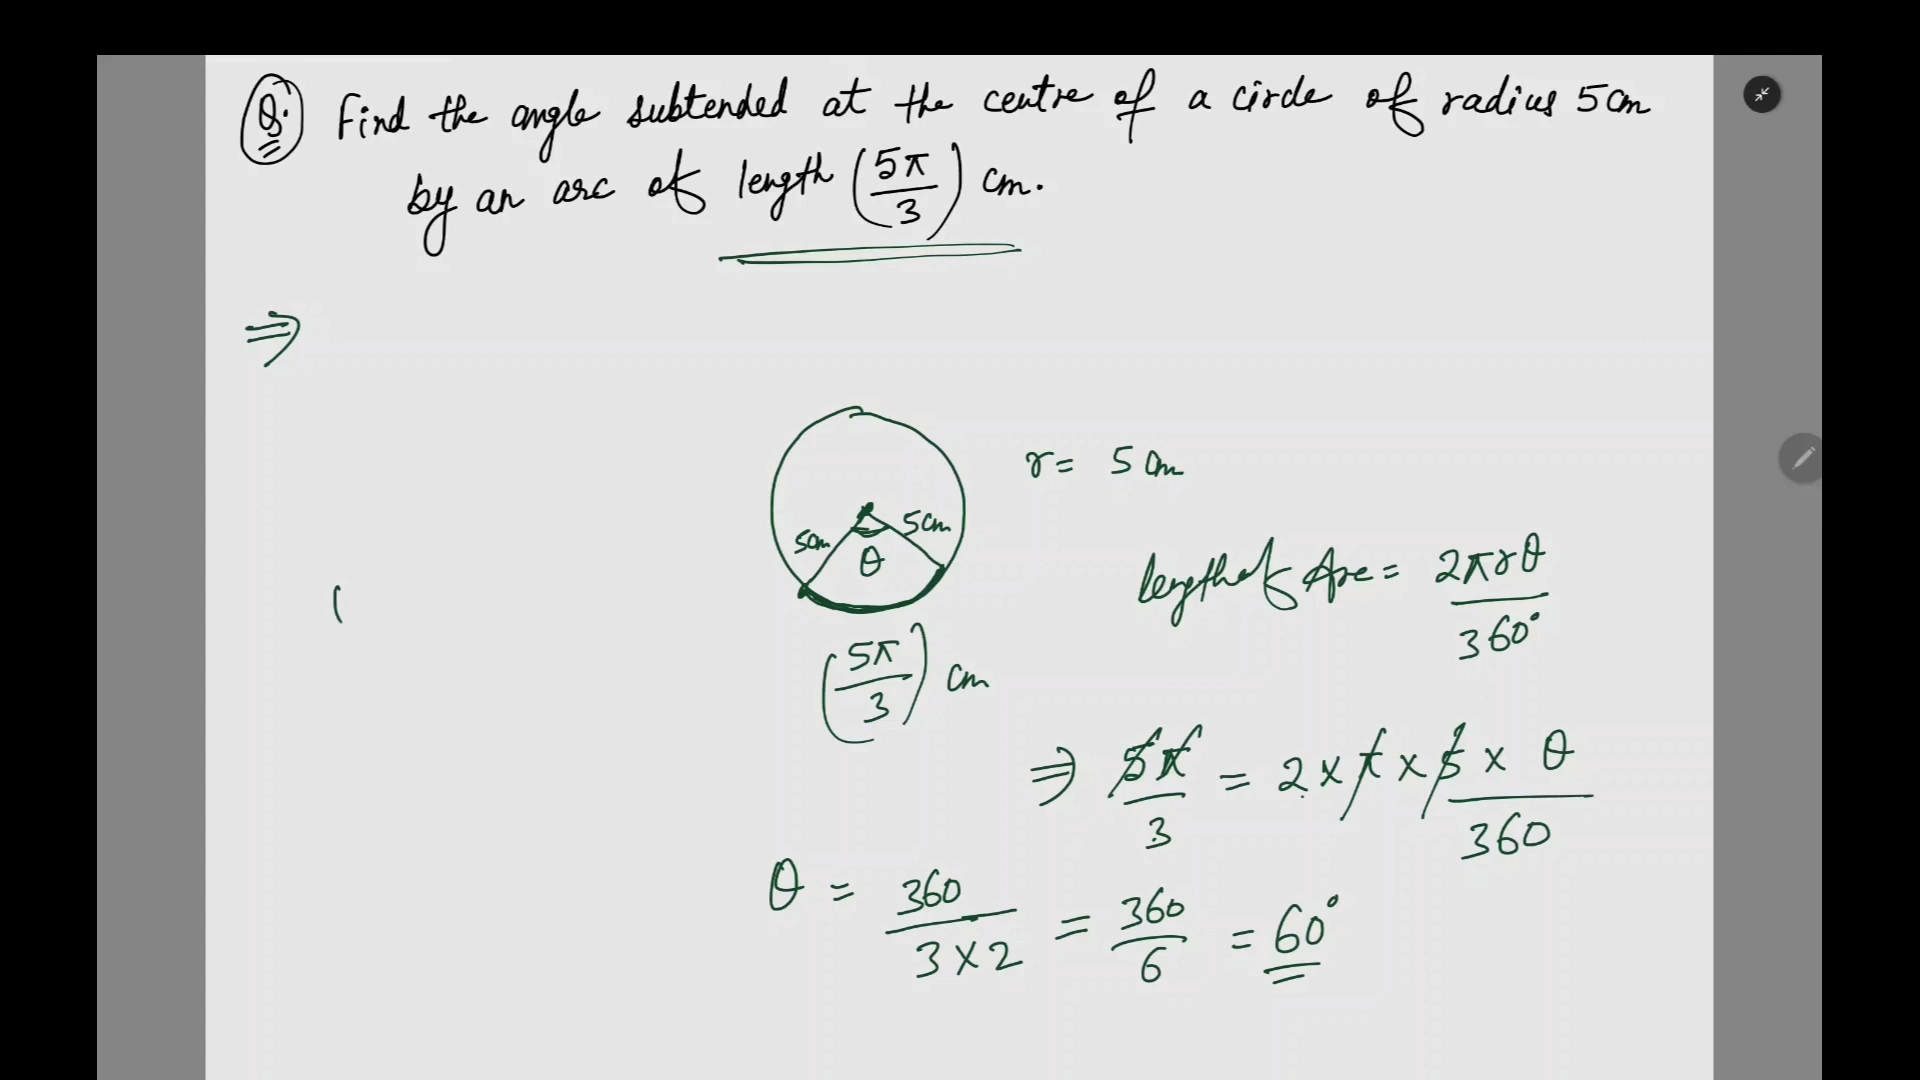 Q. Find the angle subtended at the centre of a circle of radius 5cm
by an arc of length (5π/3) cm.
⇒
r = 5cm
5cm 5cm
θ
length of Arc = 2πrθ/360°
(
(5π/3) cm
⇒ 5π/3 = 2 × π × 5 × θ/360
θ = 360/3×2 = 360/6 = 60°